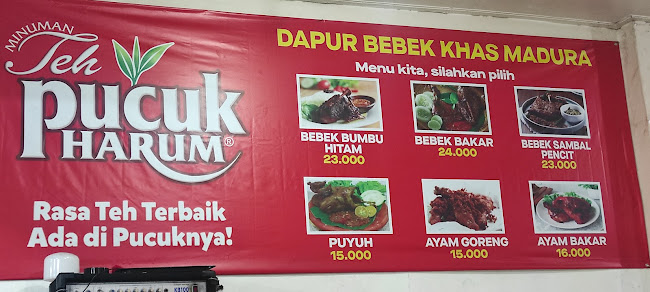 MINUMAN
Teh
pucuk
HARUM®
Rasa Teh Terbaik
Ada di Pucuknya!
DAPUR BEBEK KHAS MADURA
Menu kita, silahkan pilih
BEBEK BUMBU
HITAM
23.000
BEBEK BAKAR
24.000
BEBEK SAMBAL
PENCIT
23.000
PUYUH
15.000
AYAM GORENG
15.000
AYAM BAKAR
16.000